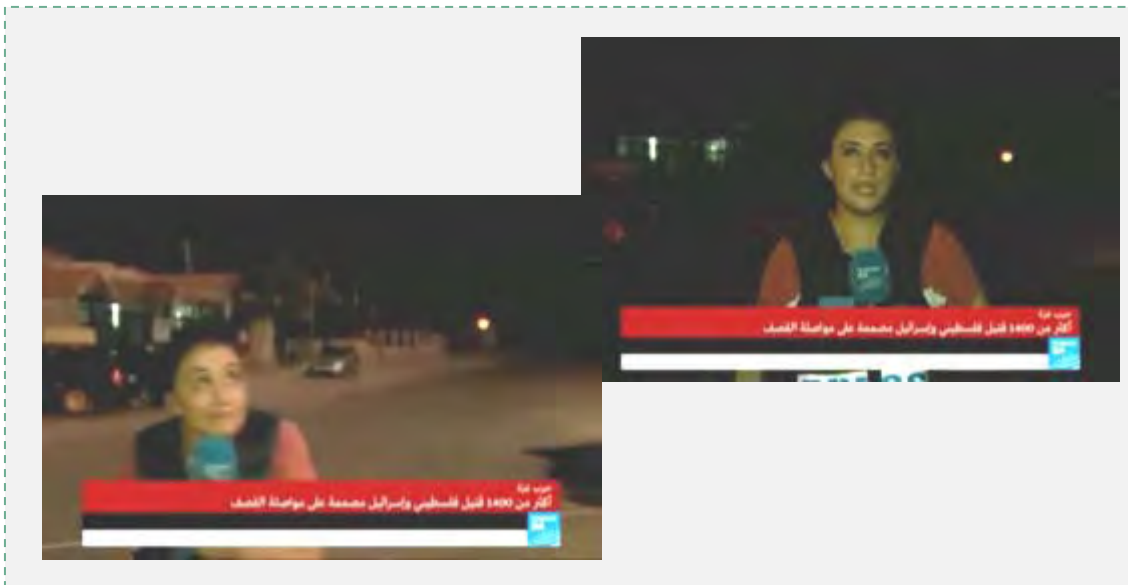 حرب غزة
أكثر من 1400 قتيل فلسطيني وإسرائيل مصممة على مواصلة القصف
حرب غزة
أكثر من 1400 قتيل فلسطيني وإسرائيل مصممة على مواصلة القصف